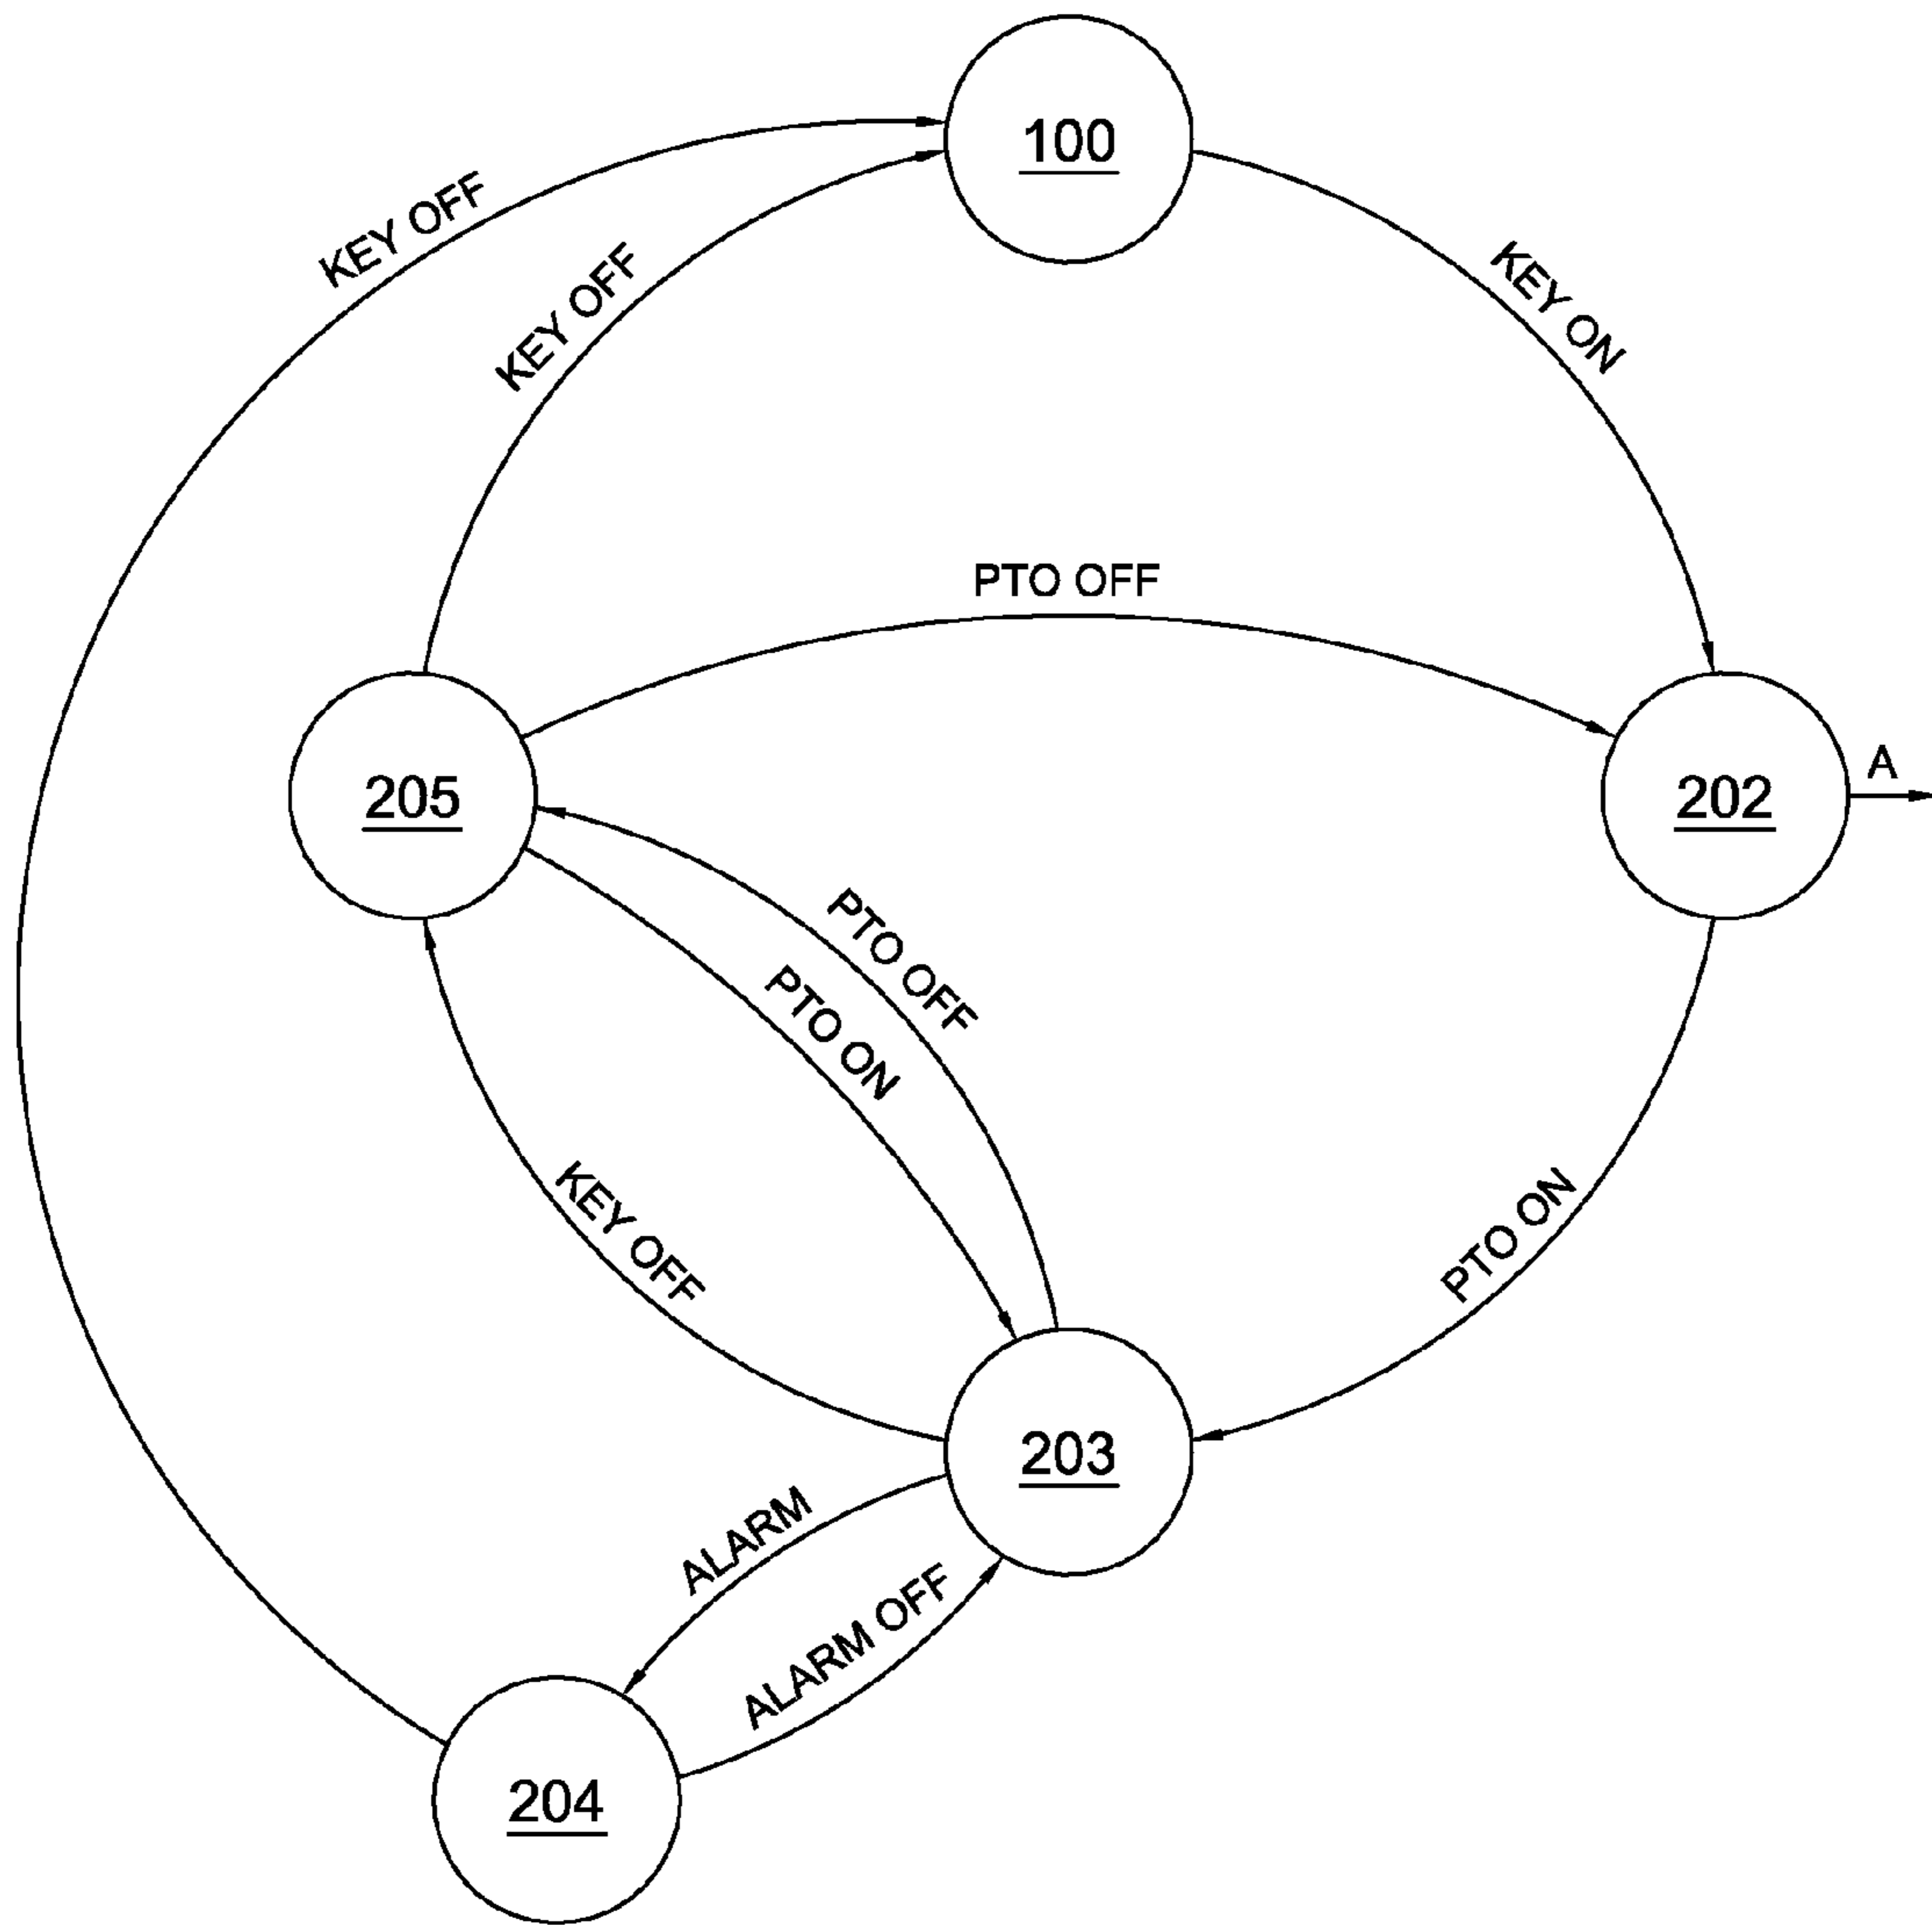 100
KEY OFF
KEY OFF
KEY ON
PTO OFF
205
202
A
PTO OFF
PTO ON
KEY OFF
PTO ON
203
ALARM
ALARM OFF
204